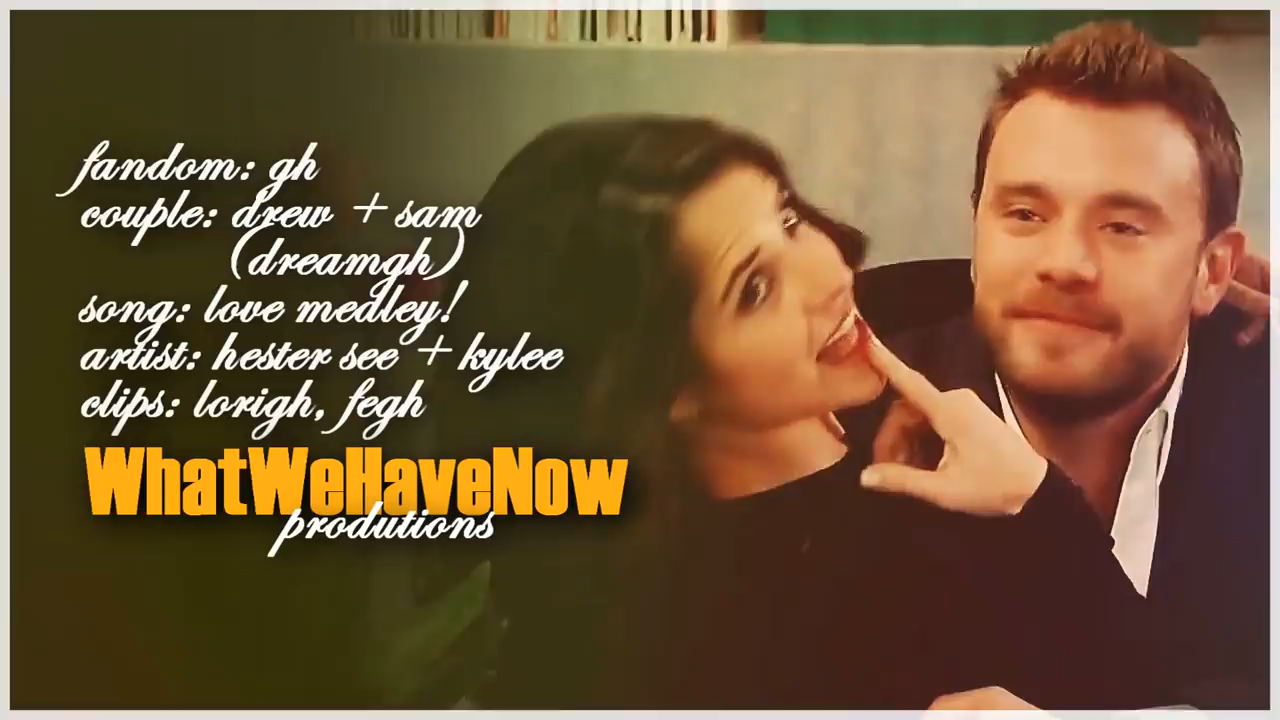 fandom: gh
couple: drew + sam
(dreamgh)
song: love medley!
artist: hester see + kylee
clips: lorigh, fegh
WhatWeHaveNow
produtions